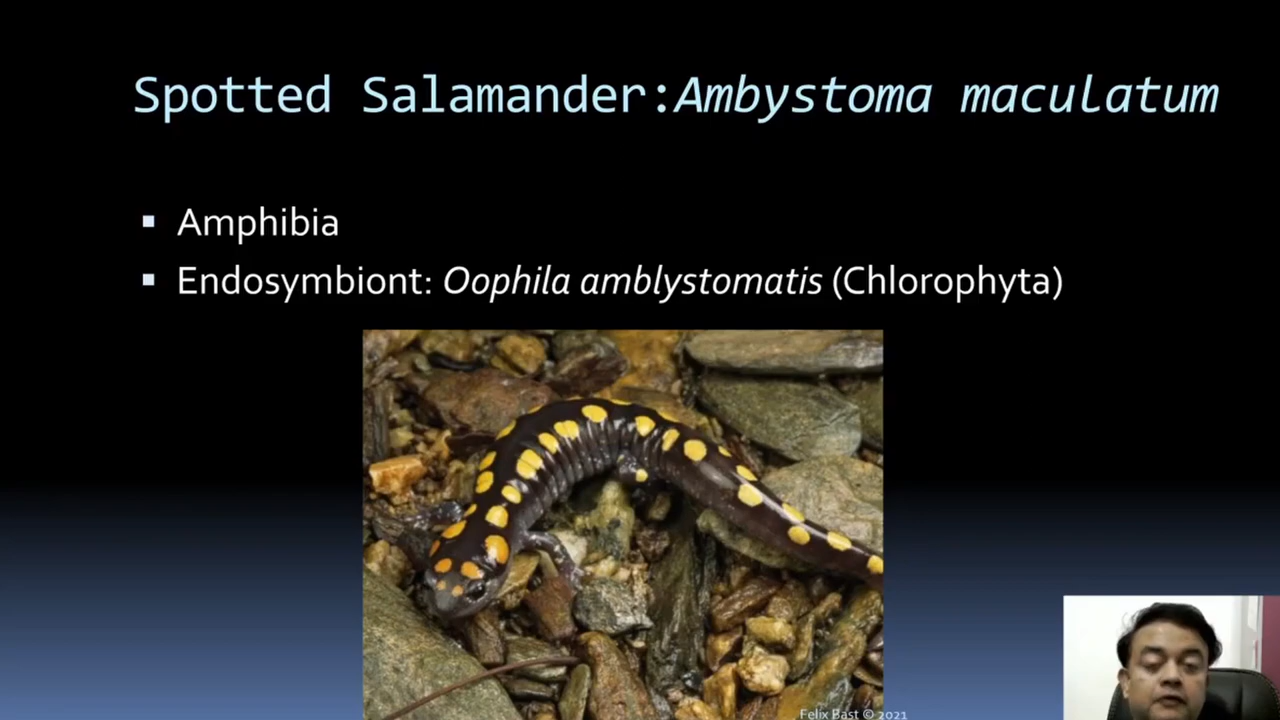 Spotted Salamander:Ambystoma maculatum
Amphibia
Endosymbiont: Oophila amblystomatis (Chlorophyta)
Felix Bast © 2021